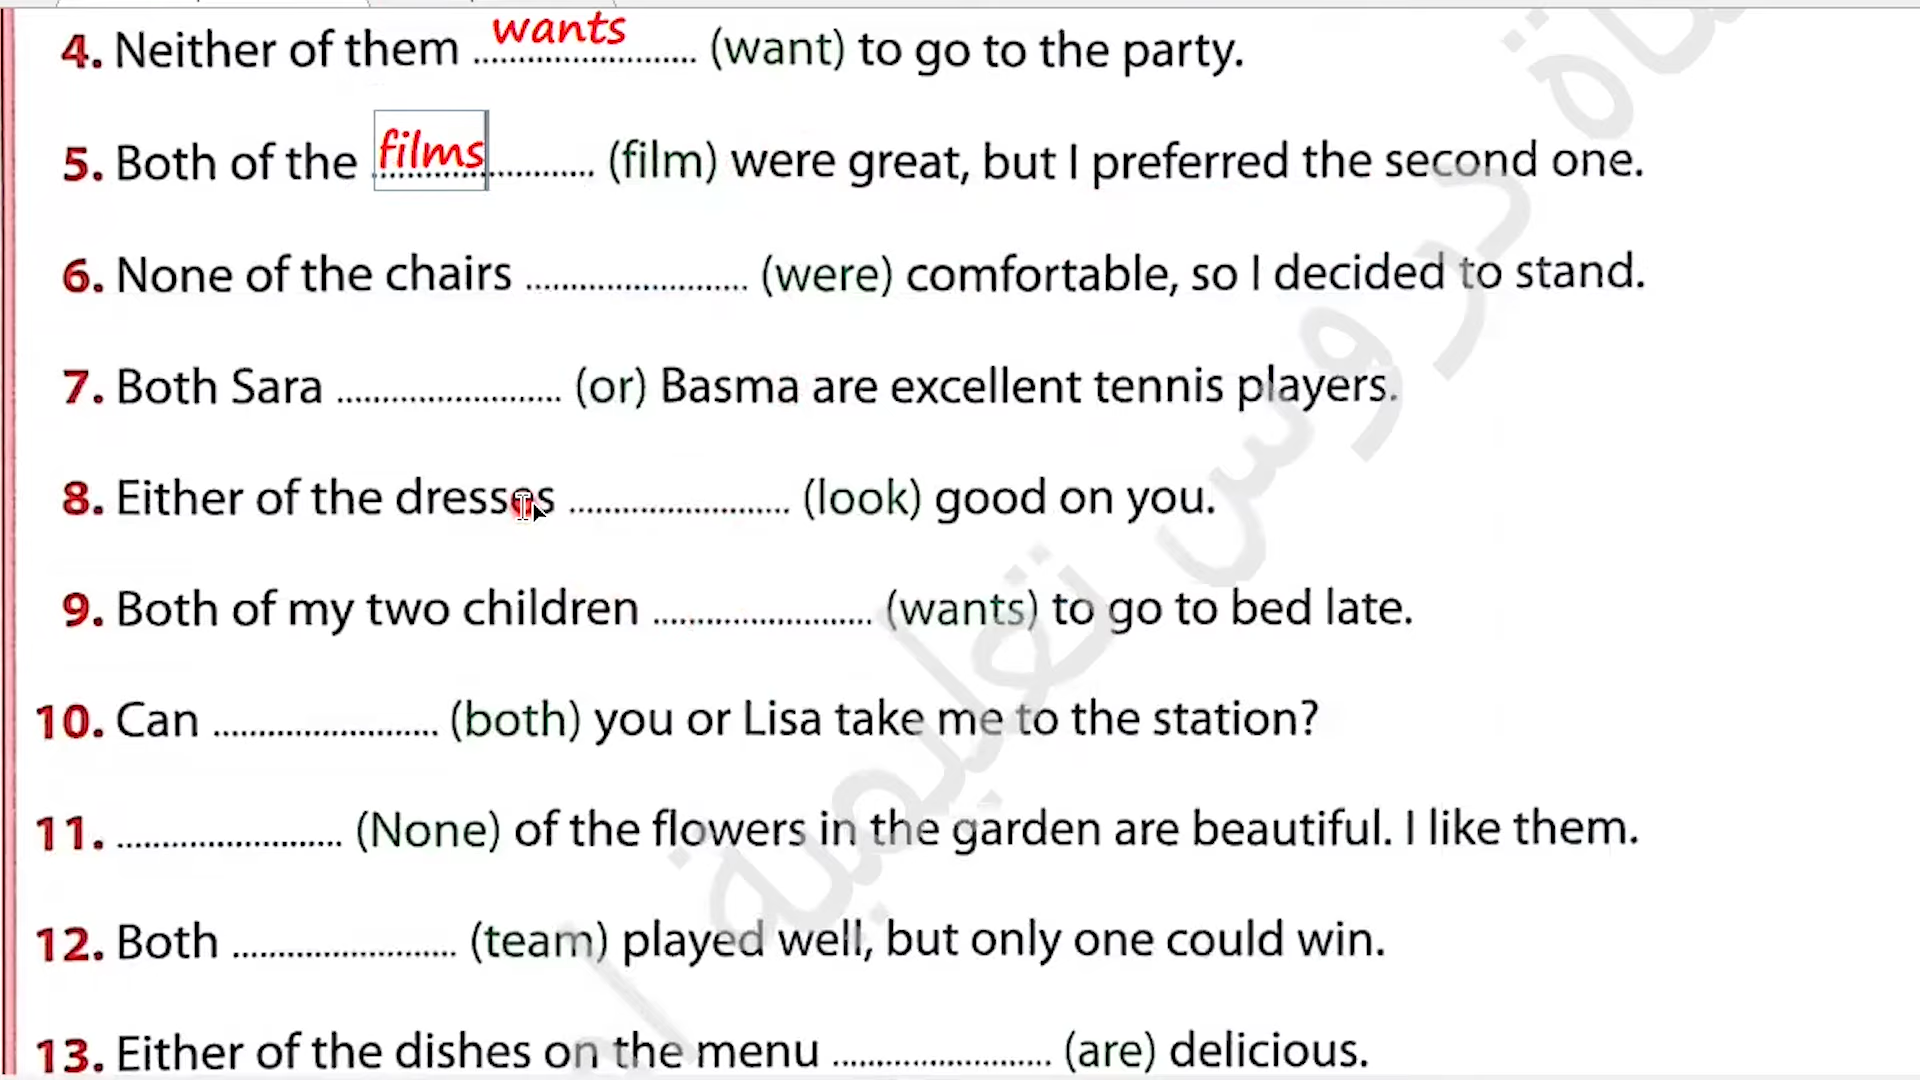 4. Neither of them wants ........................ (want) to go to the party.
5. Both of the films ........................ (film) were great, but I preferred the second one.
6. None of the chairs ........................ (were) comfortable, so I decided to stand.
7. Both Sara ........................ (or) Basma are excellent tennis players.
8. Either of the dresses ........................ (look) good on you.
9. Both of my two children ........................ (wants) to go to bed late.
10. Can ........................ (both) you or Lisa take me to the station?
11. ........................ (None) of the flowers in the garden are beautiful. I like them.
12. Both ........................ (team) played well, but only one could win.
13. Either of the dishes on the menu ........................ (are) delicious.
دروس تعليمية